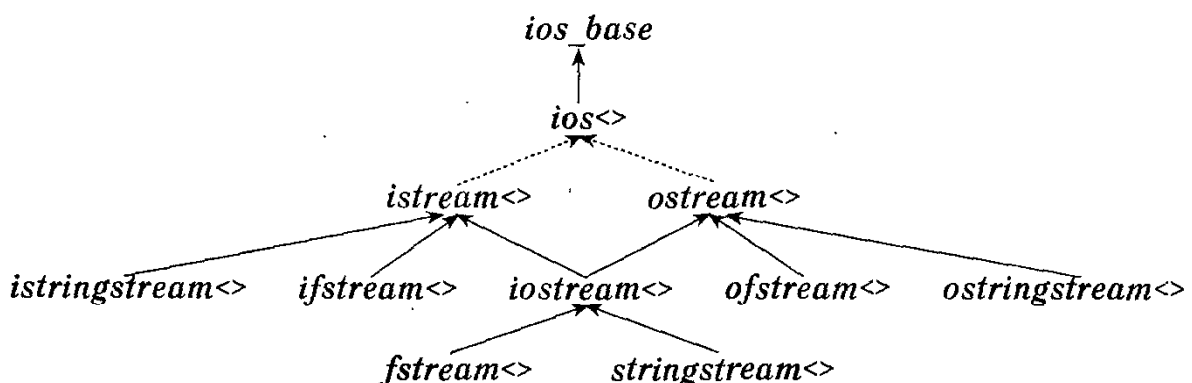 ios_base
ios<>
istream<> ostream<>
istringstream<> ifstream<> iostream<> ofstream<> ostringstream<>
fstream<> stringstream<>